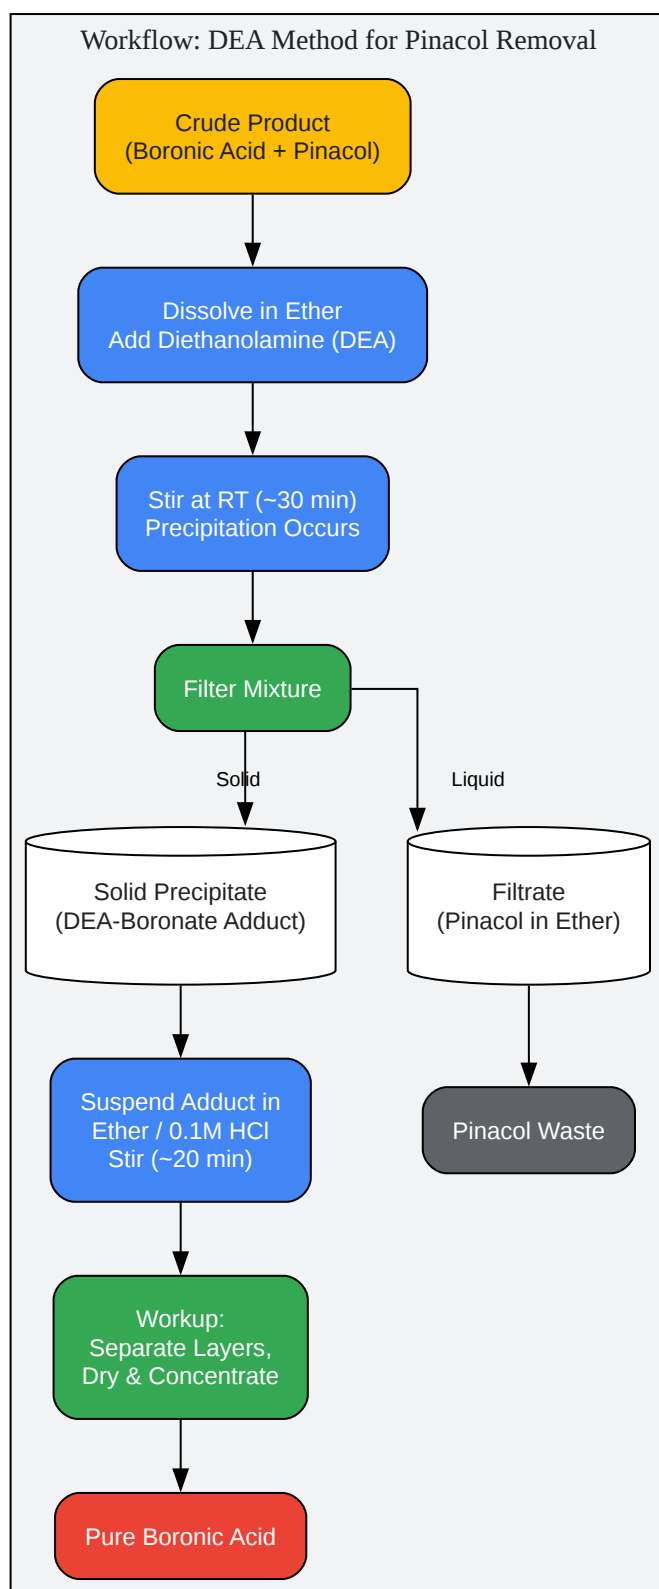 Workflow: DEA Method for Pinacol Removal
Crude Product
(Boronic Acid + Pinacol)
Dissolve in Ether
Add Diethanolamine (DEA)
Stir at RT (~30 min)
Precipitation Occurs
Filter Mixture
Solid
Liquid
Solid Precipitate
(DEA-Boronate Adduct)
Filtrate
(Pinacol in Ether)
Suspend Adduct in
Ether / 0.1M HCl
Stir (~20 min)
Pinacol Waste
Workup:
Separate Layers,
Dry & Concentrate
Pure Boronic Acid